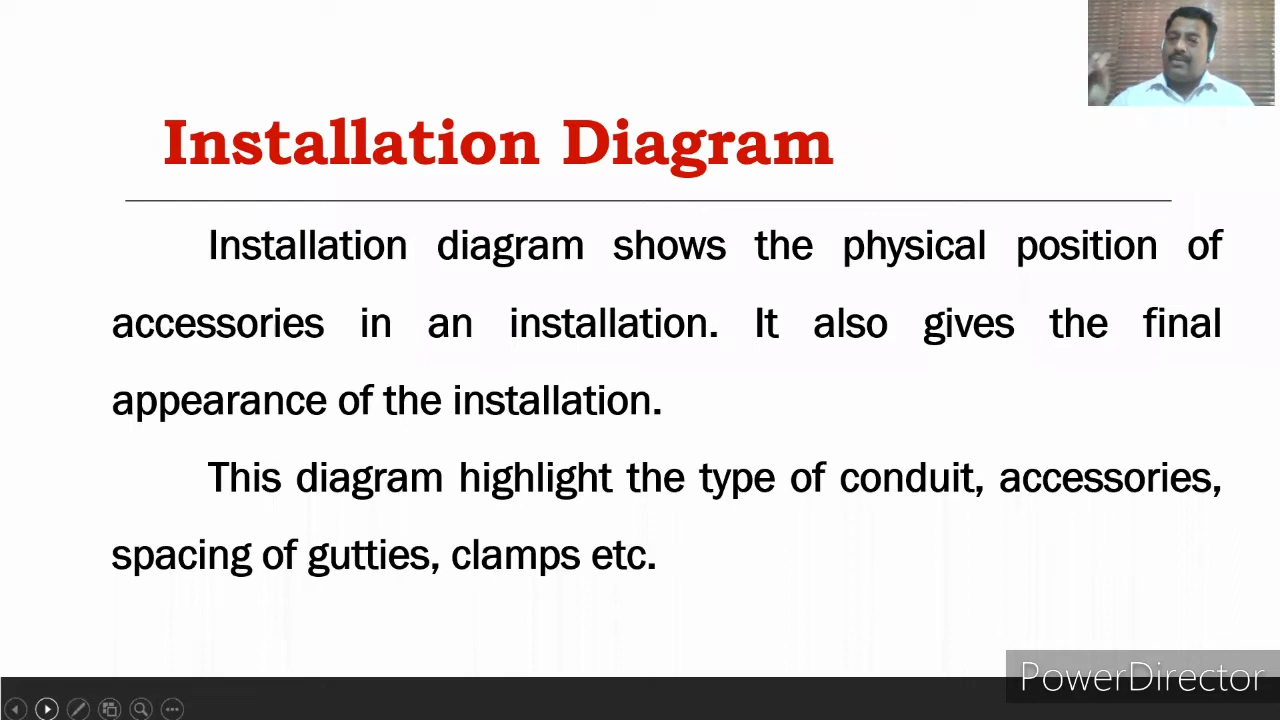 Installation Diagram
Installation diagram shows the physical position of
accessories in an installation. It also gives the final
appearance of the installation.
This diagram highlight the type of conduit, accessories,
spacing of gutties, clamps etc.
PowerDirector